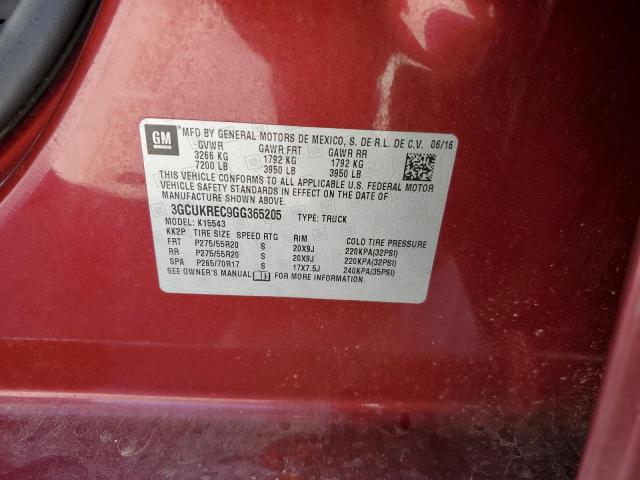 GM
MFD BY GENERAL MOTORS DE MEXICO, S. DE R.L. DE C.V. 06/16
GVWR GAWR FRT GAWR RR
3266 KG 1792 KG 1792 KG
7200 LB 3950 LB 3950 LB
THIS VEHICLE CONFORMS TO ALL APPLICABLE U.S. FEDERAL MOTOR
VEHICLE SAFETY STANDARDS IN EFFECT ON THE DATE OF
MANUFACTURE SHOWN ABOVE.
3GCUKREC9GG365205 TYPE: TRUCK
MODEL: K15543
KK2P TIRE SIZE SPEED RTG RIM COLD TIRE PRESSURE
FRT P275/55R20 S 20X9J 220KPA(32PSI)
RR P275/55R20 S 20X9J 220KPA(32PSI)
SPA P265/70R17 S 17X7.5J 240KPA(35PSI)
SEE OWNER'S MANUAL FOR MORE INFORMATION.